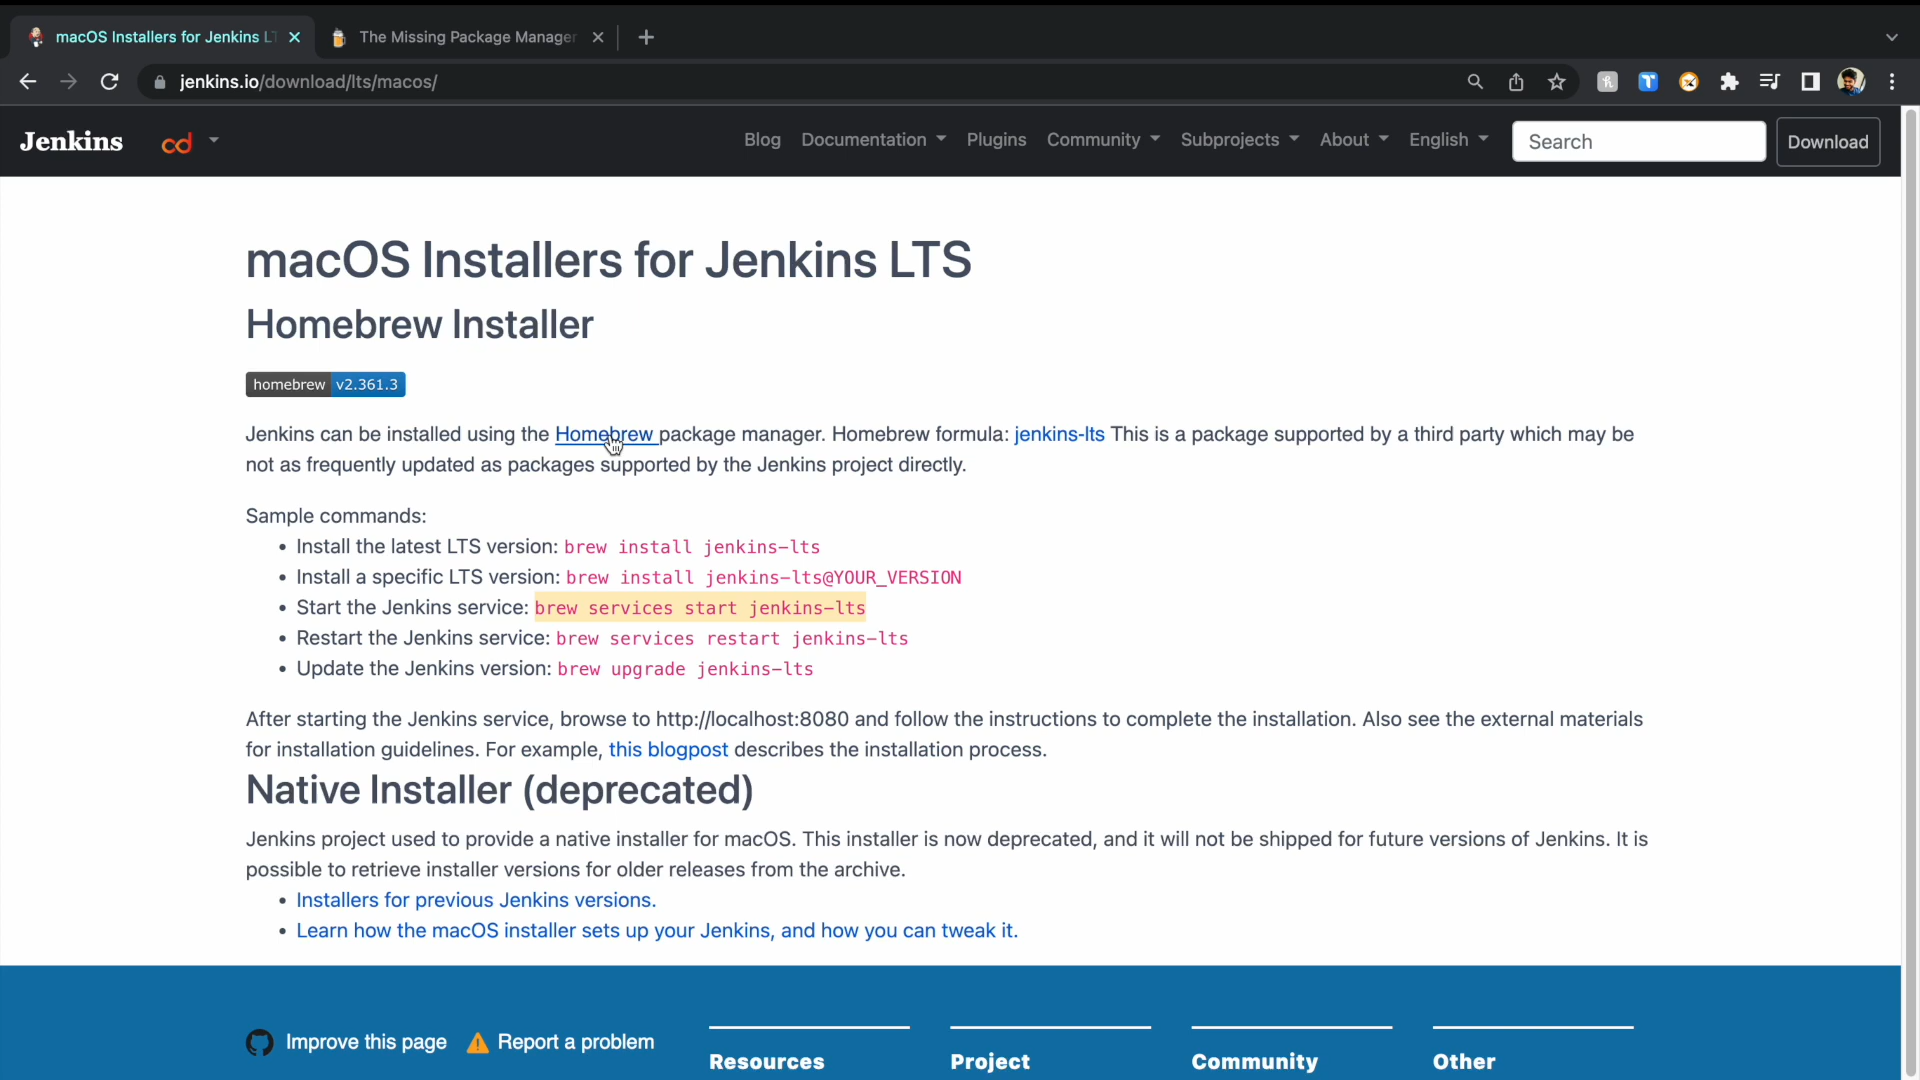 macOS Installers for Jenkins LT
The Missing Package Manager
jenkins.io/download/lts/macos/
Jenkins
cd
Blog
Documentation
Plugins
Community
Subprojects
About
English
Search
Download
macOS Installers for Jenkins LTS
Homebrew Installer
homebrew v2.361.3
Jenkins can be installed using the Homebrew package manager. Homebrew formula: jenkins-lts This is a package supported by a third party which may be
not as frequently updated as packages supported by the Jenkins project directly.
Sample commands:
• Install the latest LTS version: brew install jenkins-lts
• Install a specific LTS version: brew install jenkins-lts@YOUR_VERSION
• Start the Jenkins service: brew services start jenkins-lts
• Restart the Jenkins service: brew services restart jenkins-lts
• Update the Jenkins version: brew upgrade jenkins-lts
After starting the Jenkins service, browse to http://localhost:8080 and follow the instructions to complete the installation. Also see the external materials
for installation guidelines. For example, this blogpost describes the installation process.
Native Installer (deprecated)
Jenkins project used to provide a native installer for macOS. This installer is now deprecated, and it will not be shipped for future versions of Jenkins. It is
possible to retrieve installer versions for older releases from the archive.
• Installers for previous Jenkins versions.
• Learn how the macOS installer sets up your Jenkins, and how you can tweak it.
Improve this page
Report a problem
Resources
Project
Community
Other